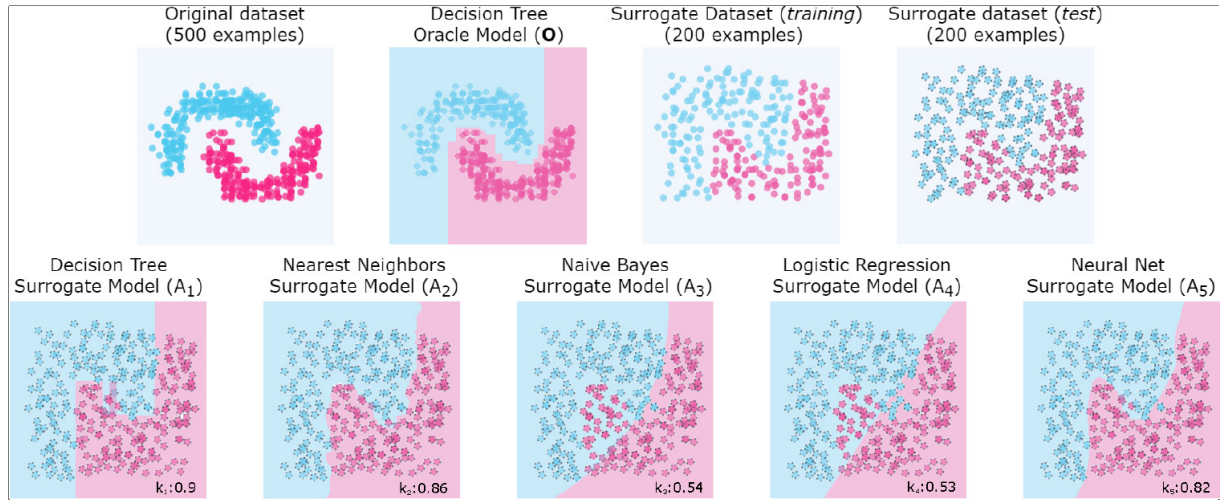 Original dataset
(500 examples)
Decision Tree
Oracle Model (O)
Surrogate Dataset (training)
(200 examples)
Surrogate dataset (test)
(200 examples)
Decision Tree
Surrogate Model (A1)
Nearest Neighbors
Surrogate Model (A2)
Naive Bayes
Surrogate Model (A3)
Logistic Regression
Surrogate Model (A4)
Neural Net
Surrogate Model (A5)
k1:0.9
k2:0.86
k3:0.54
k4:0.53
k5:0.82